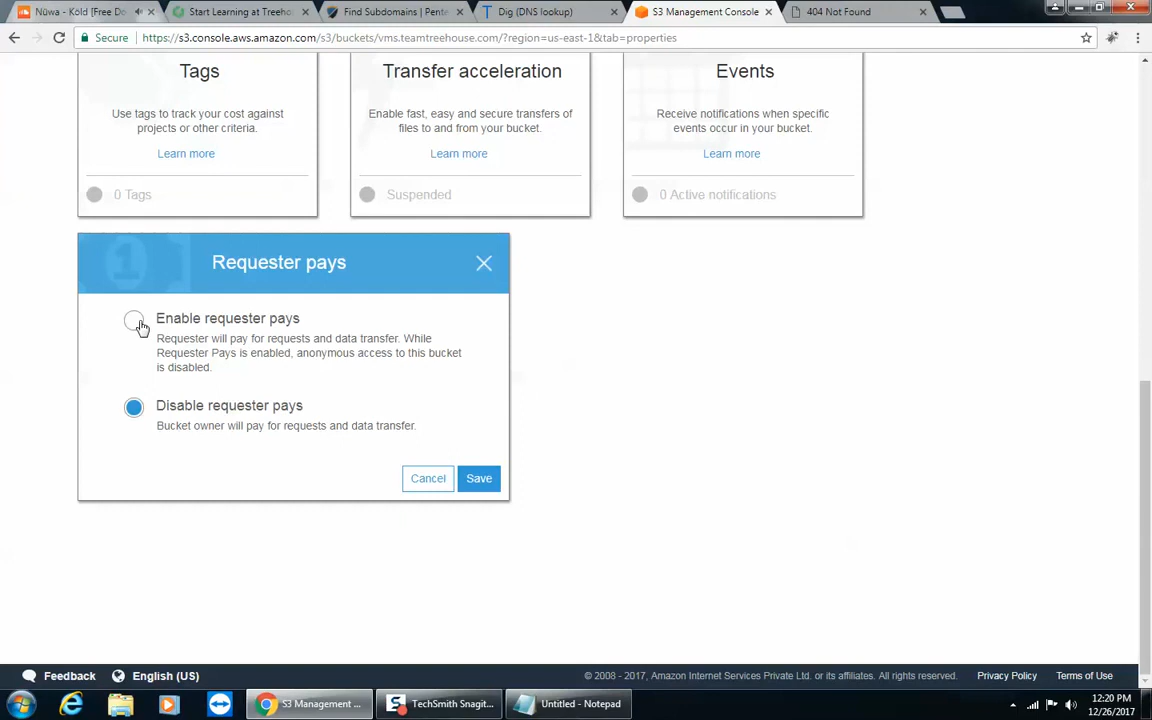 Nüwa - Köld [Free Do
Start Learning at Treeho
Find Subdomains | Pente
Dig (DNS lookup)
S3 Management Console
404 Not Found
Secure
https://s3.console.aws.amazon.com/s3/buckets/vms.teamtreehouse.com/?region=us-east-1&tab=properties
Tags
Use tags to track your cost against
projects or other criteria.
Learn more
0 Tags
Transfer acceleration
Enable fast, easy and secure transfers of
files to and from your bucket.
Learn more
Suspended
Events
Receive notifications when specific
events occur in your bucket.
Learn more
0 Active notifications
Requester pays
Enable requester pays
Requester will pay for requests and data transfer. While
Requester Pays is enabled, anonymous access to this bucket
is disabled.
Disable requester pays
Bucket owner will pay for requests and data transfer.
Cancel
Save
Feedback
English (US)
© 2008 - 2017, Amazon Internet Services Private Ltd. or its affiliates. All rights reserved.
Privacy Policy
Terms of Use
S3 Management ...
TechSmith Snagit...
Untitled - Notepad
12:20 PM
12/26/2017